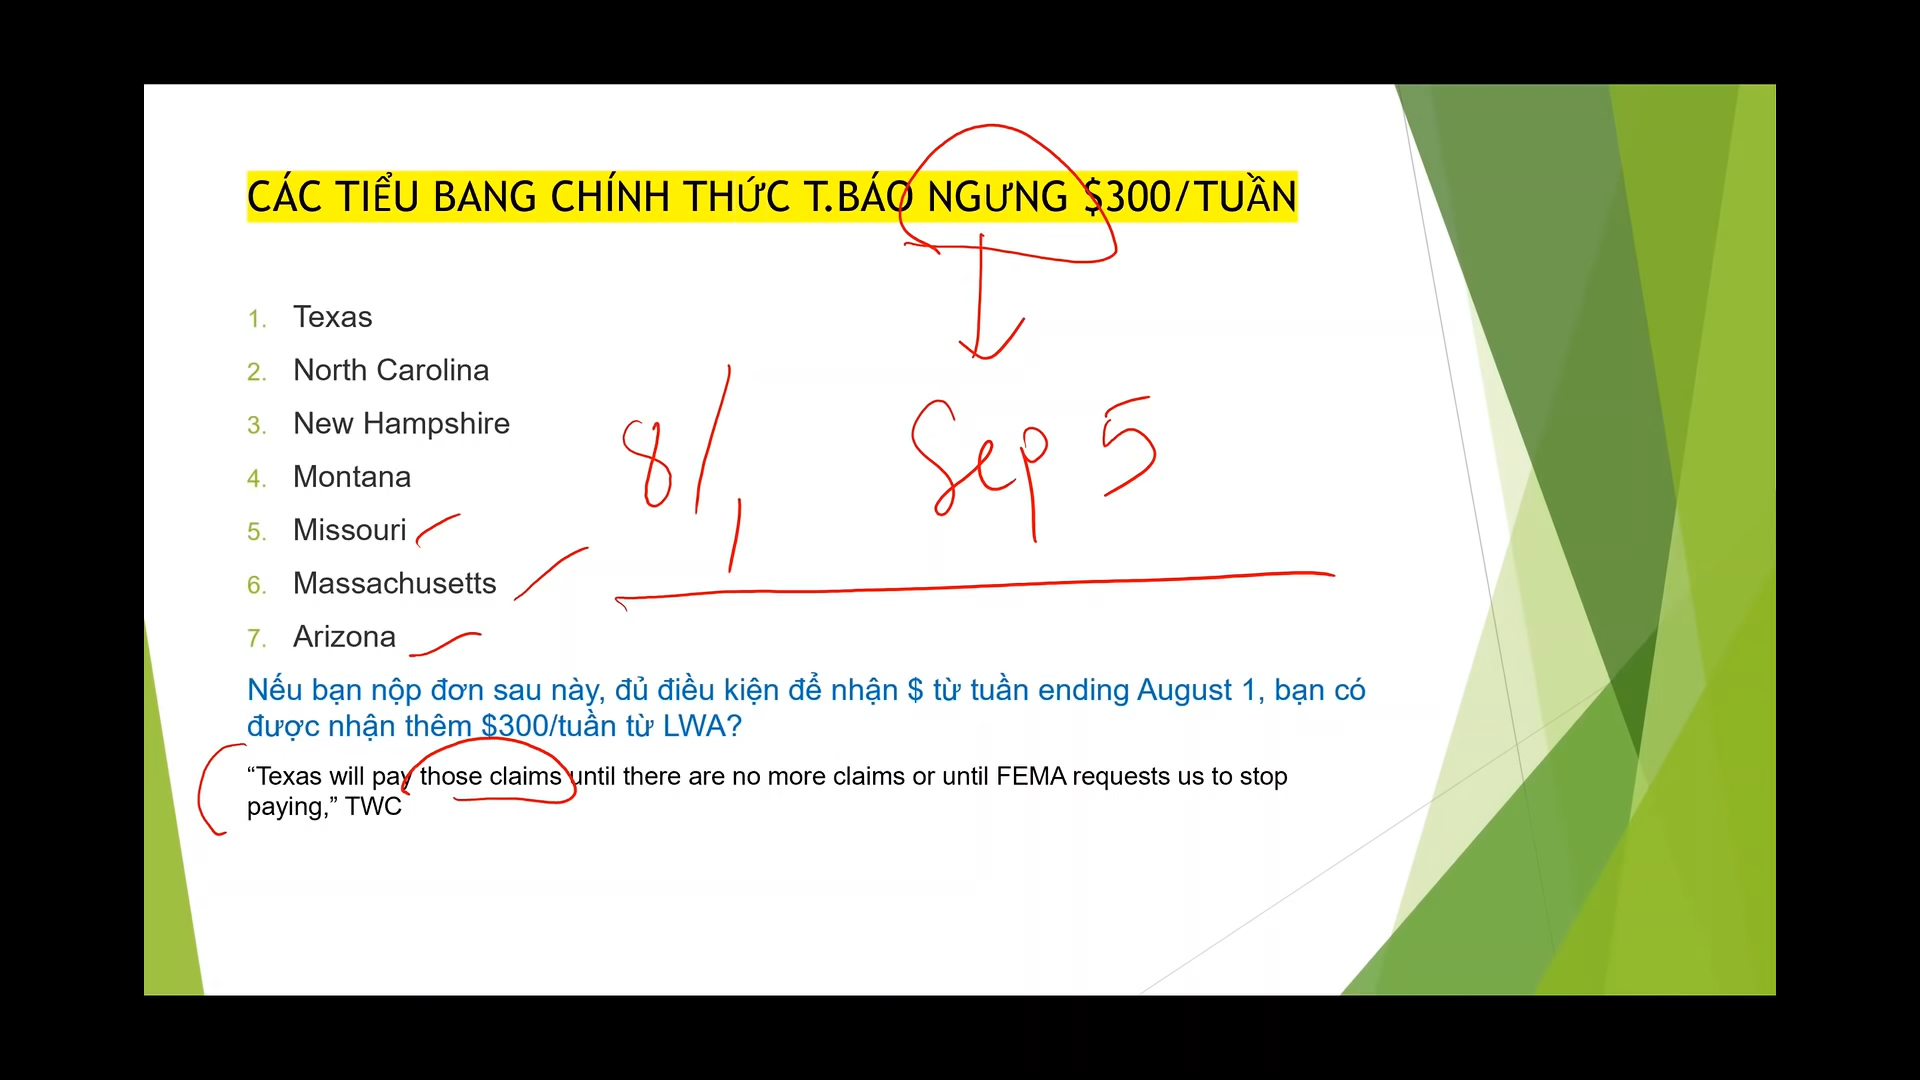 CÁC TIỂU BANG CHÍNH THỨC T.BÁO NGƯNG $300/TUẦN
1. Texas
2. North Carolina
3. New Hampshire
4. Montana
5. Missouri
6. Massachusetts
7. Arizona
8/1
Sep 5
Nếu bạn nộp đơn sau này, đủ điều kiện để nhận $ từ tuần ending August 1, bạn có
được nhận thêm $300/tuần từ LWA?
“Texas will pay those claims until there are no more claims or until FEMA requests us to stop
paying,” TWC